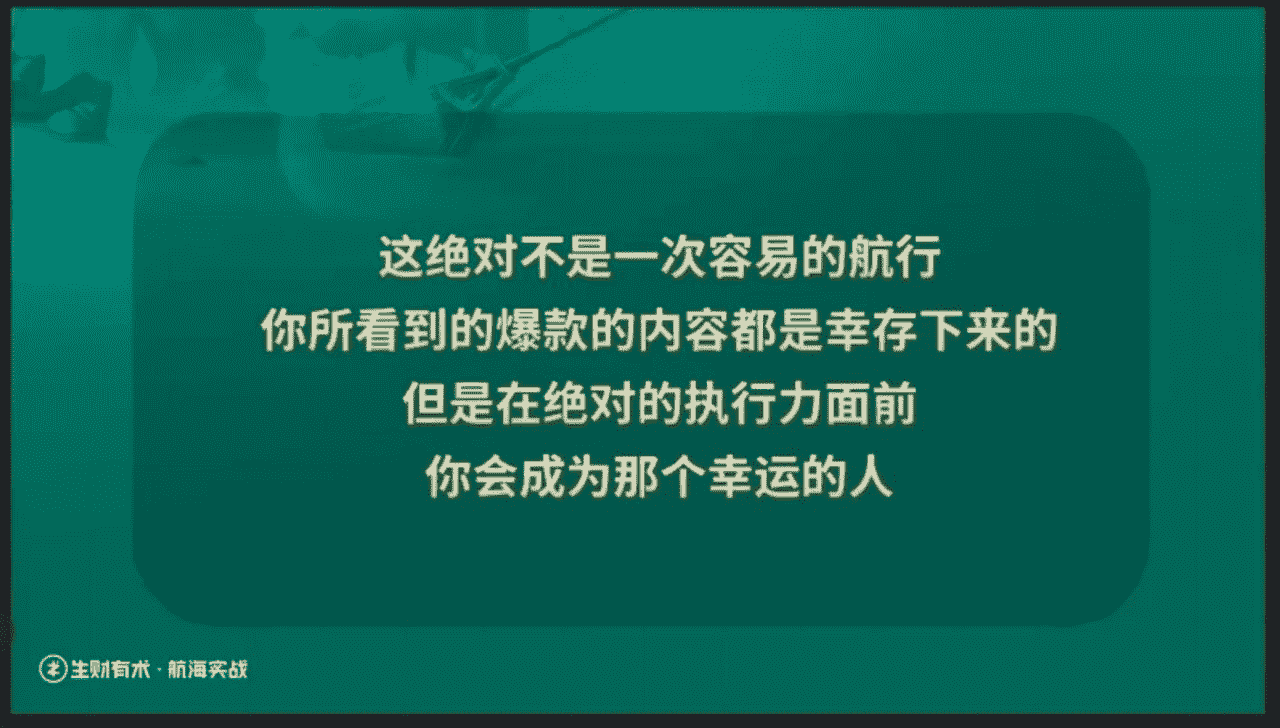 这绝对不是一次容易的航行
你所看到的爆款的内容都是幸存下来的
但是在绝对的执行力面前
你会成为那个幸运的人
生财有术·航海实战